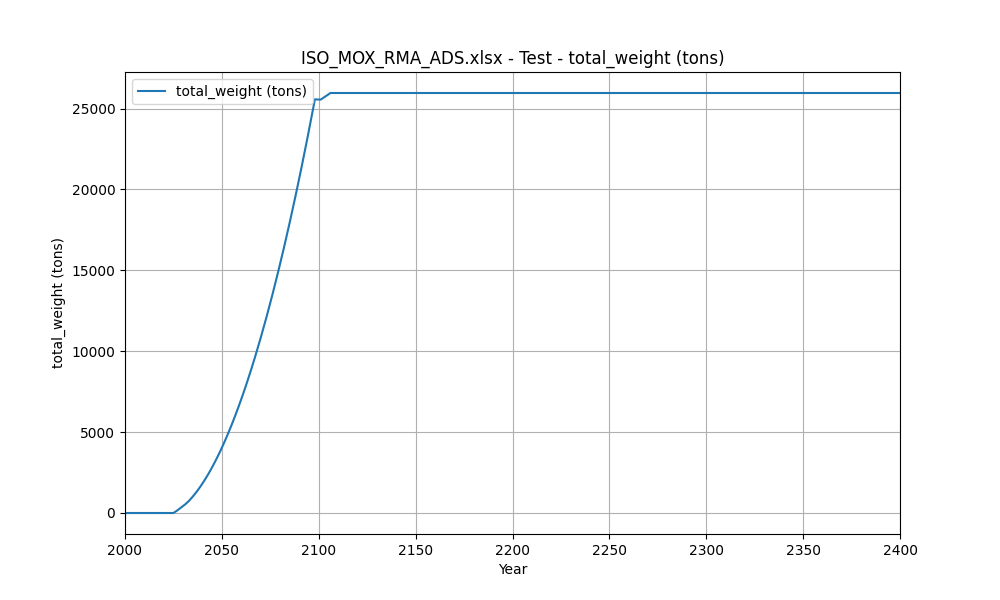 ISO_MOX_RMA_ADS.xlsx - Test - total_weight (tons)
total_weight (tons)
25000
20000
15000
10000
5000
0
total_weight (tons)
2000 2050 2100 2150 2200 2250 2300 2350 2400
Year